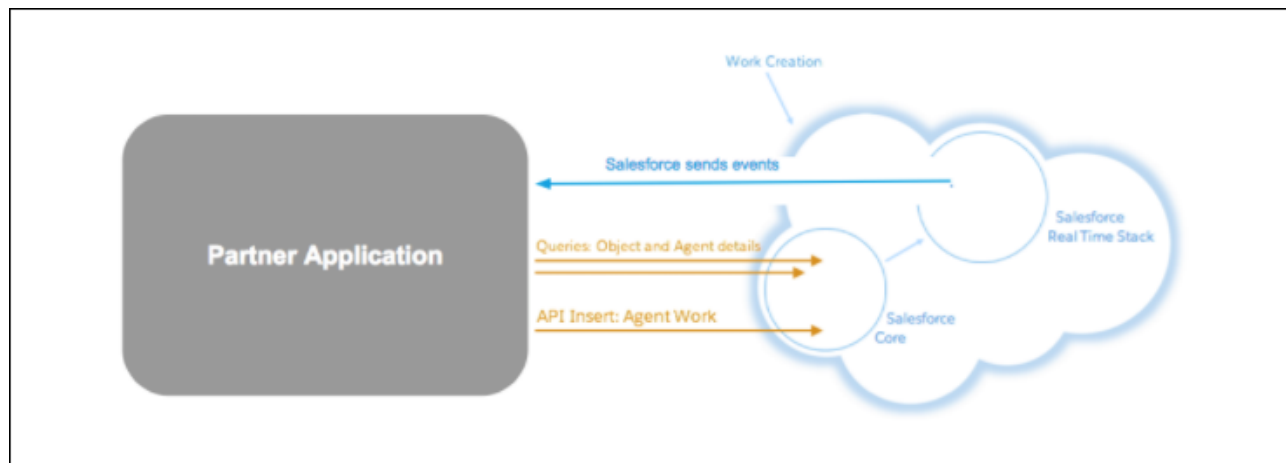 Work Creation
Salesforce sends events
Partner Application
Queries: Object and Agent details
API Insert: Agent Work
Salesforce
Real Time Stack
Salesforce
Core